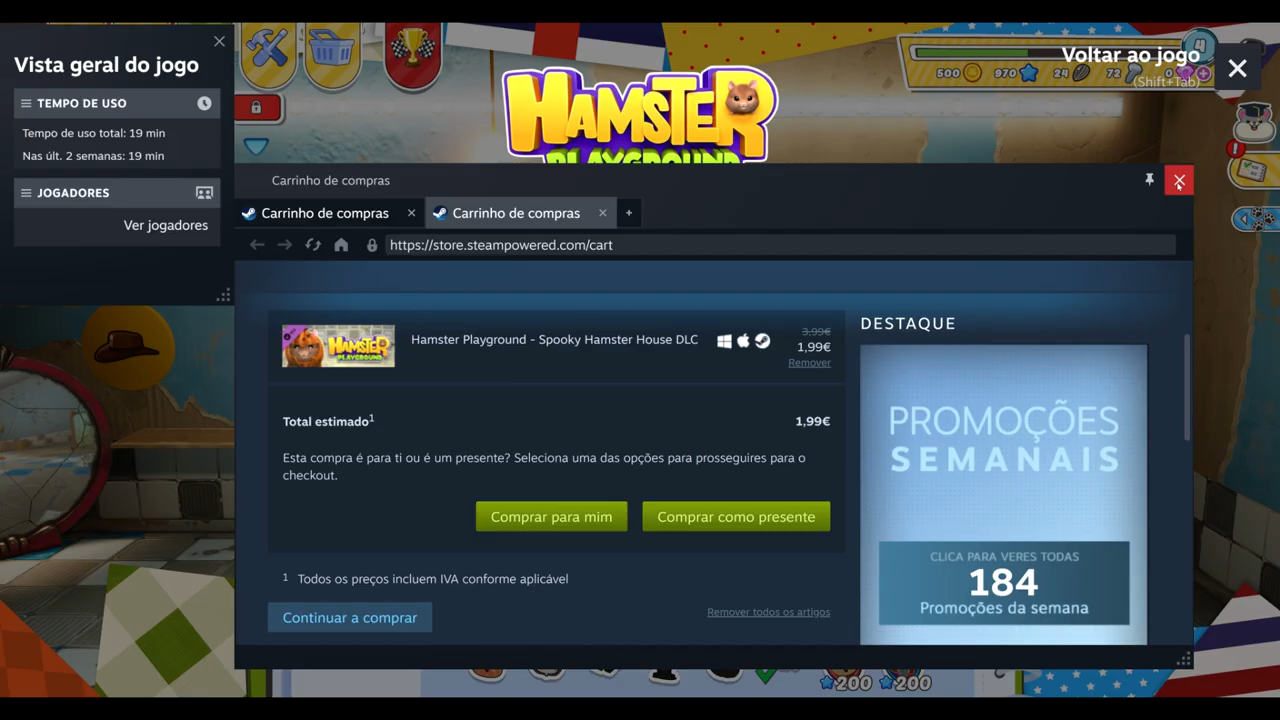 Vista geral do jogo
TEMPO DE USO
Tempo de uso total: 19 min
Nas últ. 2 semanas: 19 min
JOGADORES
Ver jogadores
HAMSTER
PLAYGROUND
4
500
970
24
72
Voltar ao jogo
(Shift+Tab)
Carrinho de compras
Carrinho de compras
Carrinho de compras
https://store.steampowered.com/cart
HAMSTER
PLAYGROUND
Hamster Playground - Spooky Hamster House DLC
3,99€
1,99€
Remover
Total estimado1
1,99€
Esta compra é para ti ou é um presente? Seleciona uma das opções para prosseguires para o
checkout.
Comprar para mim
Comprar como presente
1 Todos os preços incluem IVA conforme aplicável
Continuar a comprar
Remover todos os artigos
DESTAQUE
PROMOÇÕES
SEMANAIS
CLICA PARA VERES TODAS
184
Promoções da semana
200
200